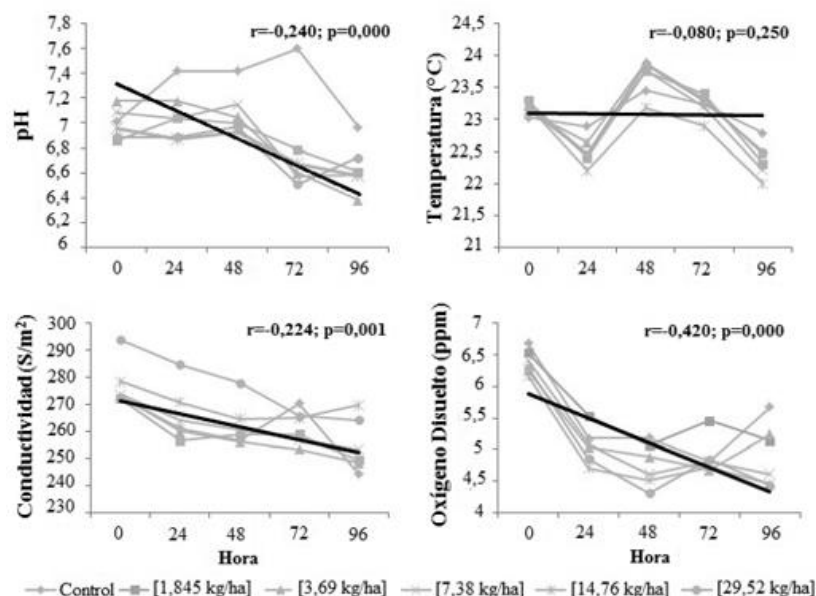 7,8
7,6
7,4
7,2
7
6,8
6,6
6,4
6,2
6
pH
r=-0,240; p=0,000
0 24 48 72 96
24,5
24
23,5
23
22,5
22
21,5
21
Temperatura (°C)
r=-0,080; p=0,250
0 24 48 72 96
300
290
280
270
260
250
240
230
Conductividad (S/m²)
r=-0,224; p=0,001
0 24 48 72 96
Hora
7
6,5
6
5,5
5
4,5
4
Oxígeno Disuelto (ppm)
r=-0,420; p=0,000
0 24 48 72 96
Hora
Control [1,845 kg/ha] [3,69 kg/ha] [7,38 kg/ha] [14,76 kg/ha] [29,52 kg/ha]